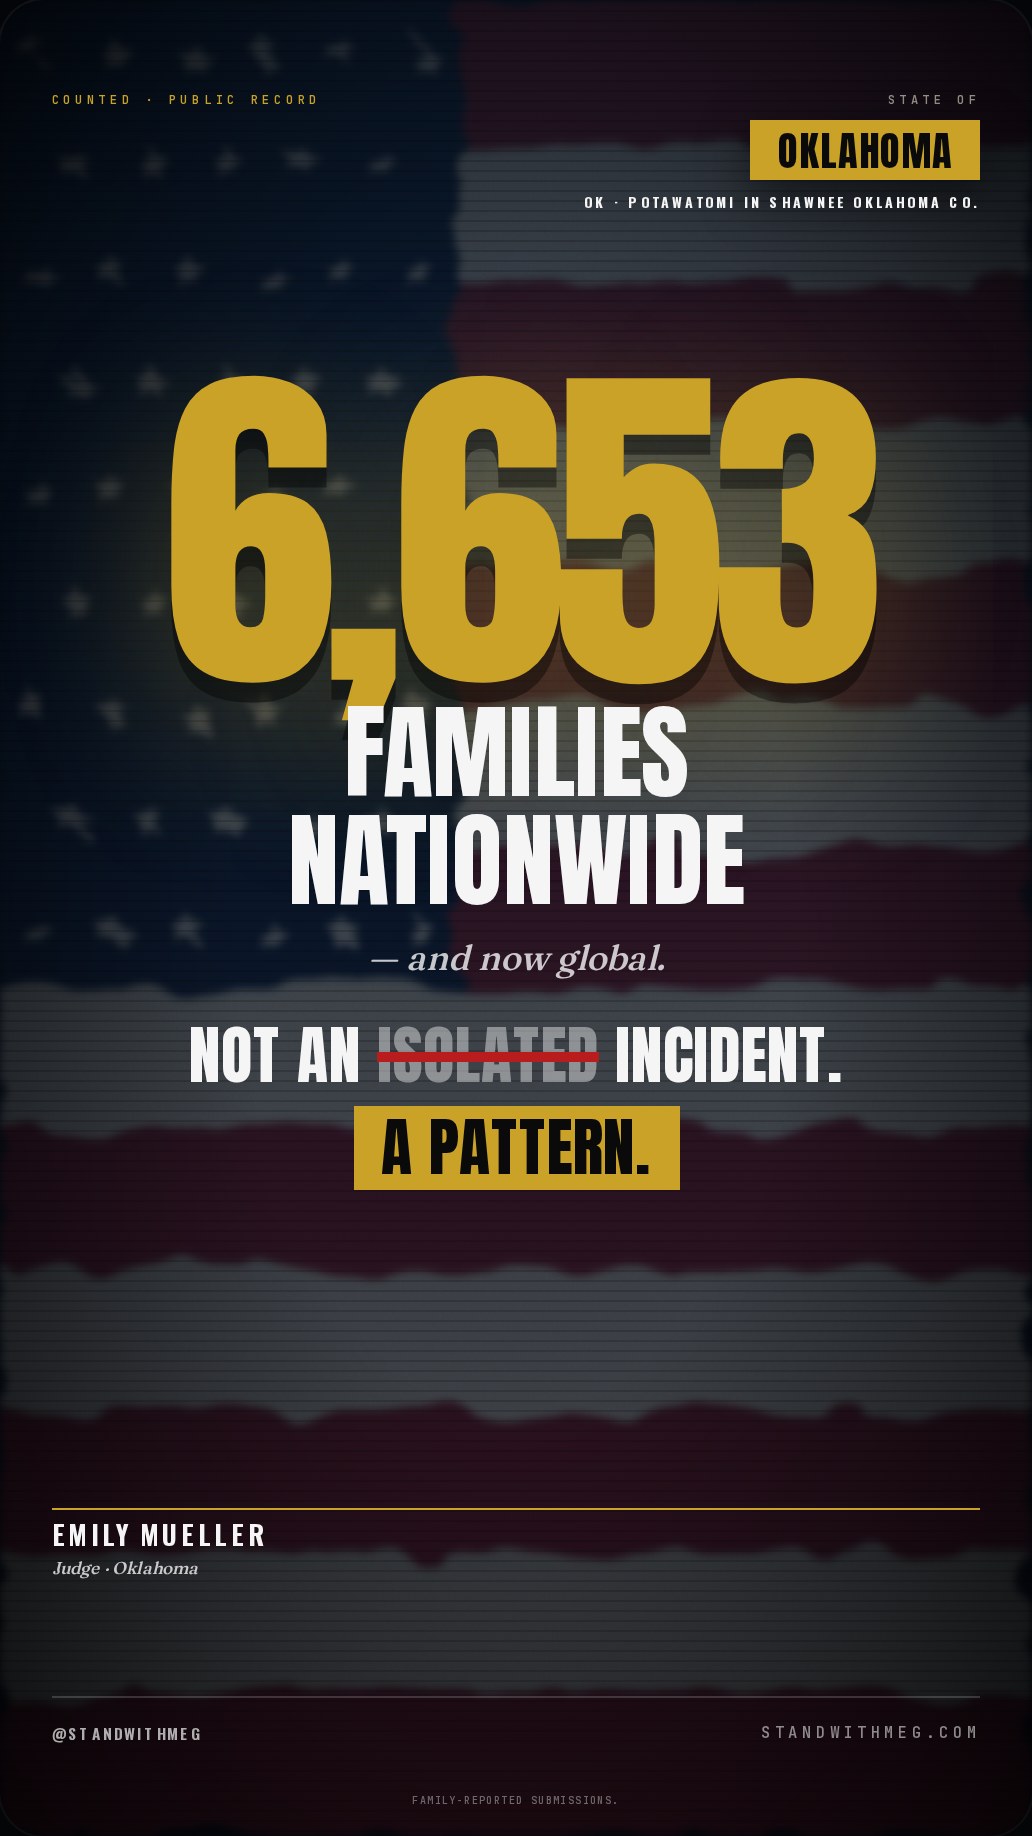 COUNTED · PUBLIC RECORD
STATE OF
OKLAHOMA
OK · POTAWATOMI IN SHAWNEE OKLAHOMA CO.
6,653
FAMILIES
NATIONWIDE
— and now global.
NOT AN ISOLATED INCIDENT.
A PATTERN.
EMILY MUELLER
Judge · Oklahoma
@STANDWITHMEG
STANDWITHMEG.COM
FAMILY-REPORTED SUBMISSIONS.